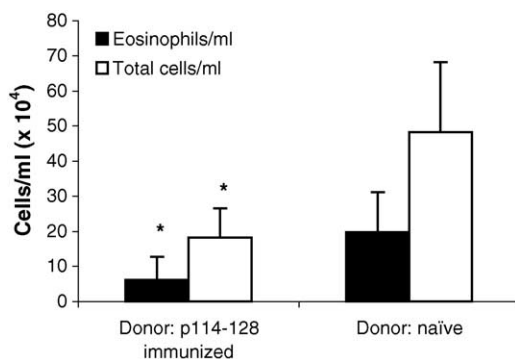 80
70
60
50
40
30
20
10
0
Cells/ml (x 10⁴)
Eosinophils/ml
Total cells/ml
*
*
Donor: p114-128
immunized
Donor: naïve